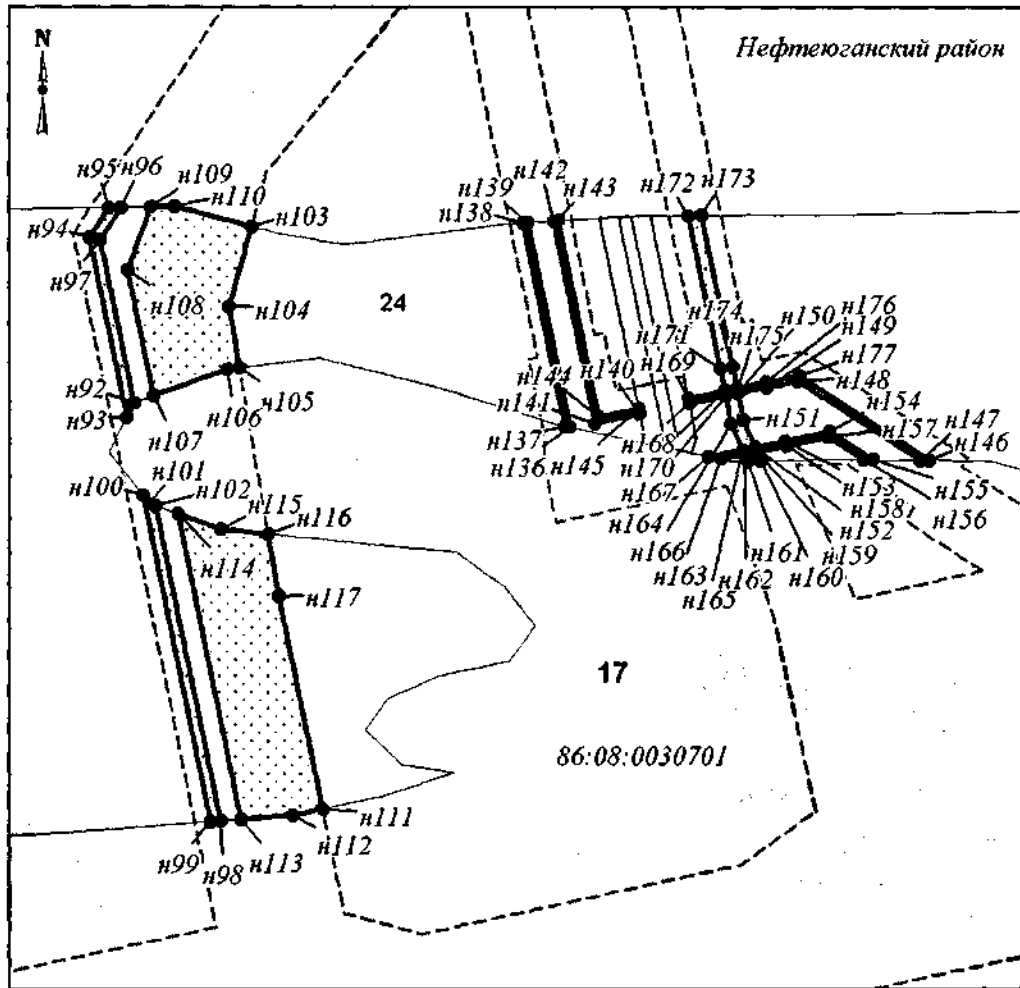 N
Нефтеюганский район
н95
н96
н109
н110
н103
н94
н97
н108
н104
24
н139
н138
н142
н143
н172
н173
н174
н175
н150
н176
н149
н177
н171
н169
н140
н144
н141
н148
н154
н147
н146
н157
н151
н92
н93
н107
н106
н105
н137
н136
н145
н168
н170
н167
н164
н166
н163
н165
н162
н161
н160
н159
н152
н158
н153
н156
н155
н100
н101
н102
н115
н116
н114
н117
17
86:08:0030701
н111
н112
н113
н99
н98